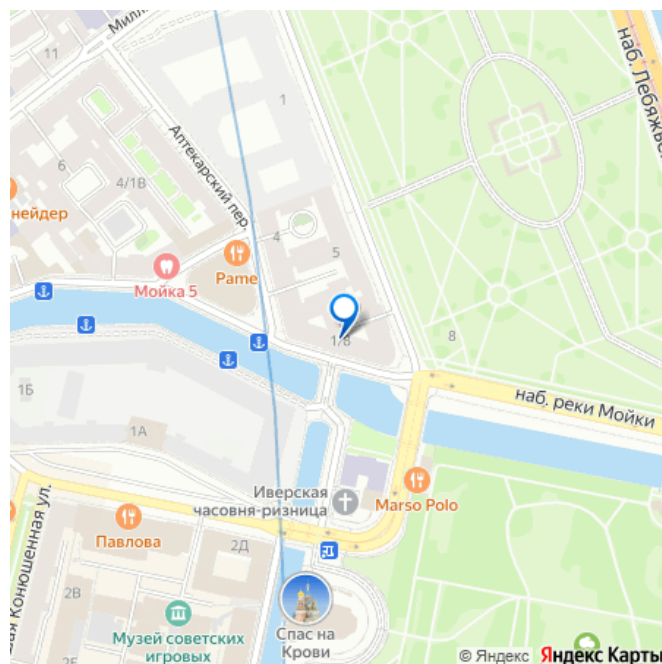 Милл
11
1
наб. Лебяжье
Аптекарский пер.
6
4/1В
нейдер
4
5
Мойка 5
Pame
1/8
8
1Б
наб. реки Мойки
1А
Иверская
часовня-ризница
Marso Polo
Павлова
2Д
вая Конюшенная ул.
2В
Музей советских
игровых
Спас на
Крови
© Яндекс Яндекс Карты